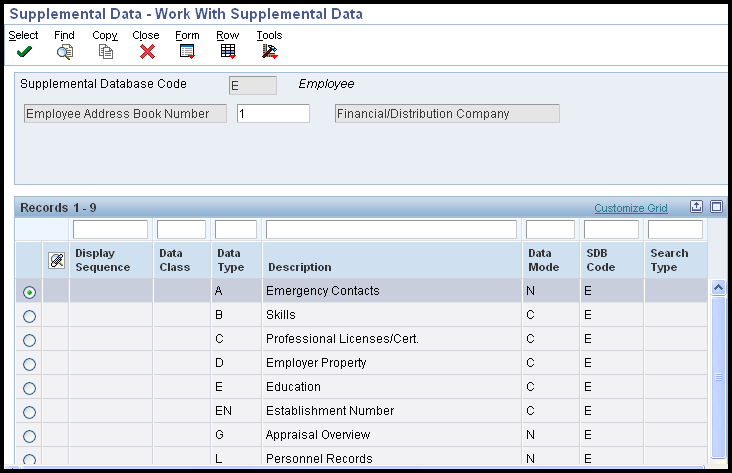 Supplemental Data - Work With Supplemental Data
Select Find Copy Close Form Row Tools
Supplemental Database Code E Employee
Employee Address Book Number 1 Financial/Distribution Company
Records 1 - 9 Customize Grid
Display Sequence Data Class Data Type Description Data Mode SDB Code Search Type
A Emergency Contacts N E
B Skills C E
C Professional Licenses/Cert. C E
D Employer Property C E
E Education C E
EN Establishment Number C E
G Appraisal Overview N E
L Personnel Records N E